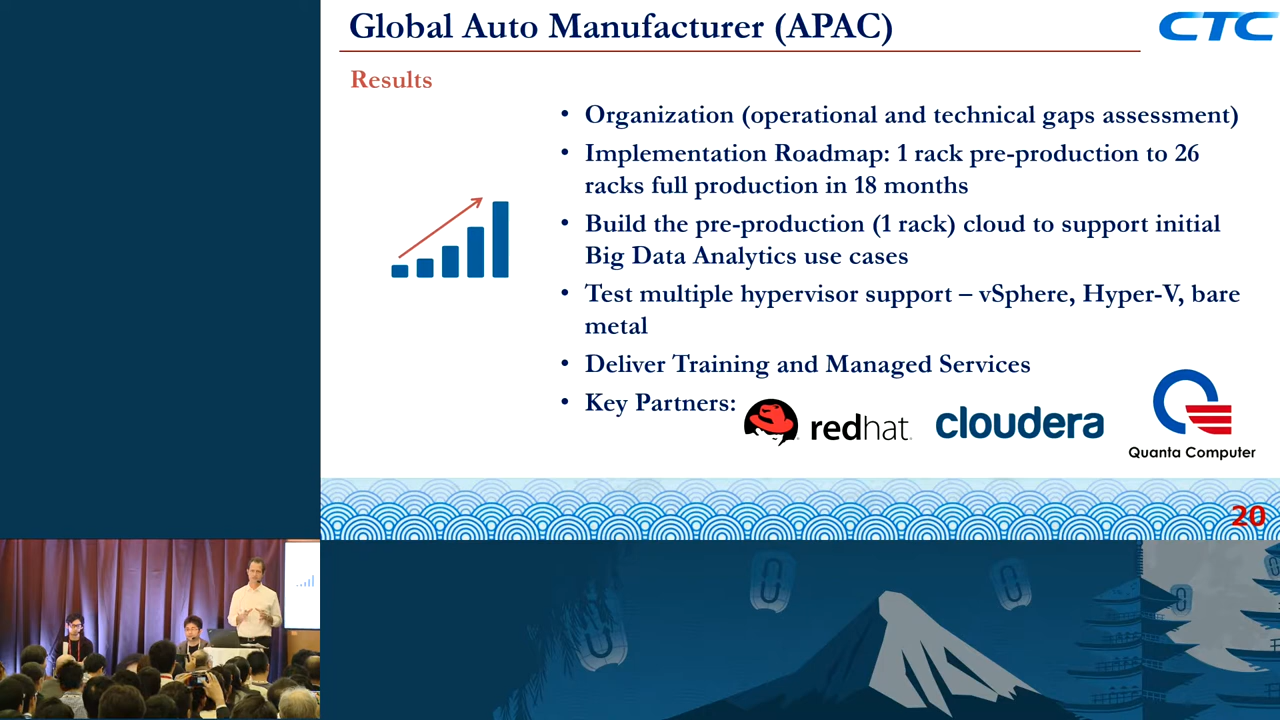 Global Auto Manufacturer (APAC)
CTC
Results
• Organization (operational and technical gaps assessment)
• Implementation Roadmap: 1 rack pre-production to 26
racks full production in 18 months
• Build the pre-production (1 rack) cloud to support initial
Big Data Analytics use cases
• Test multiple hypervisor support – vSphere, Hyper-V, bare
metal
• Deliver Training and Managed Services
• Key Partners:
redhat.
cloudera
Quanta Computer
20